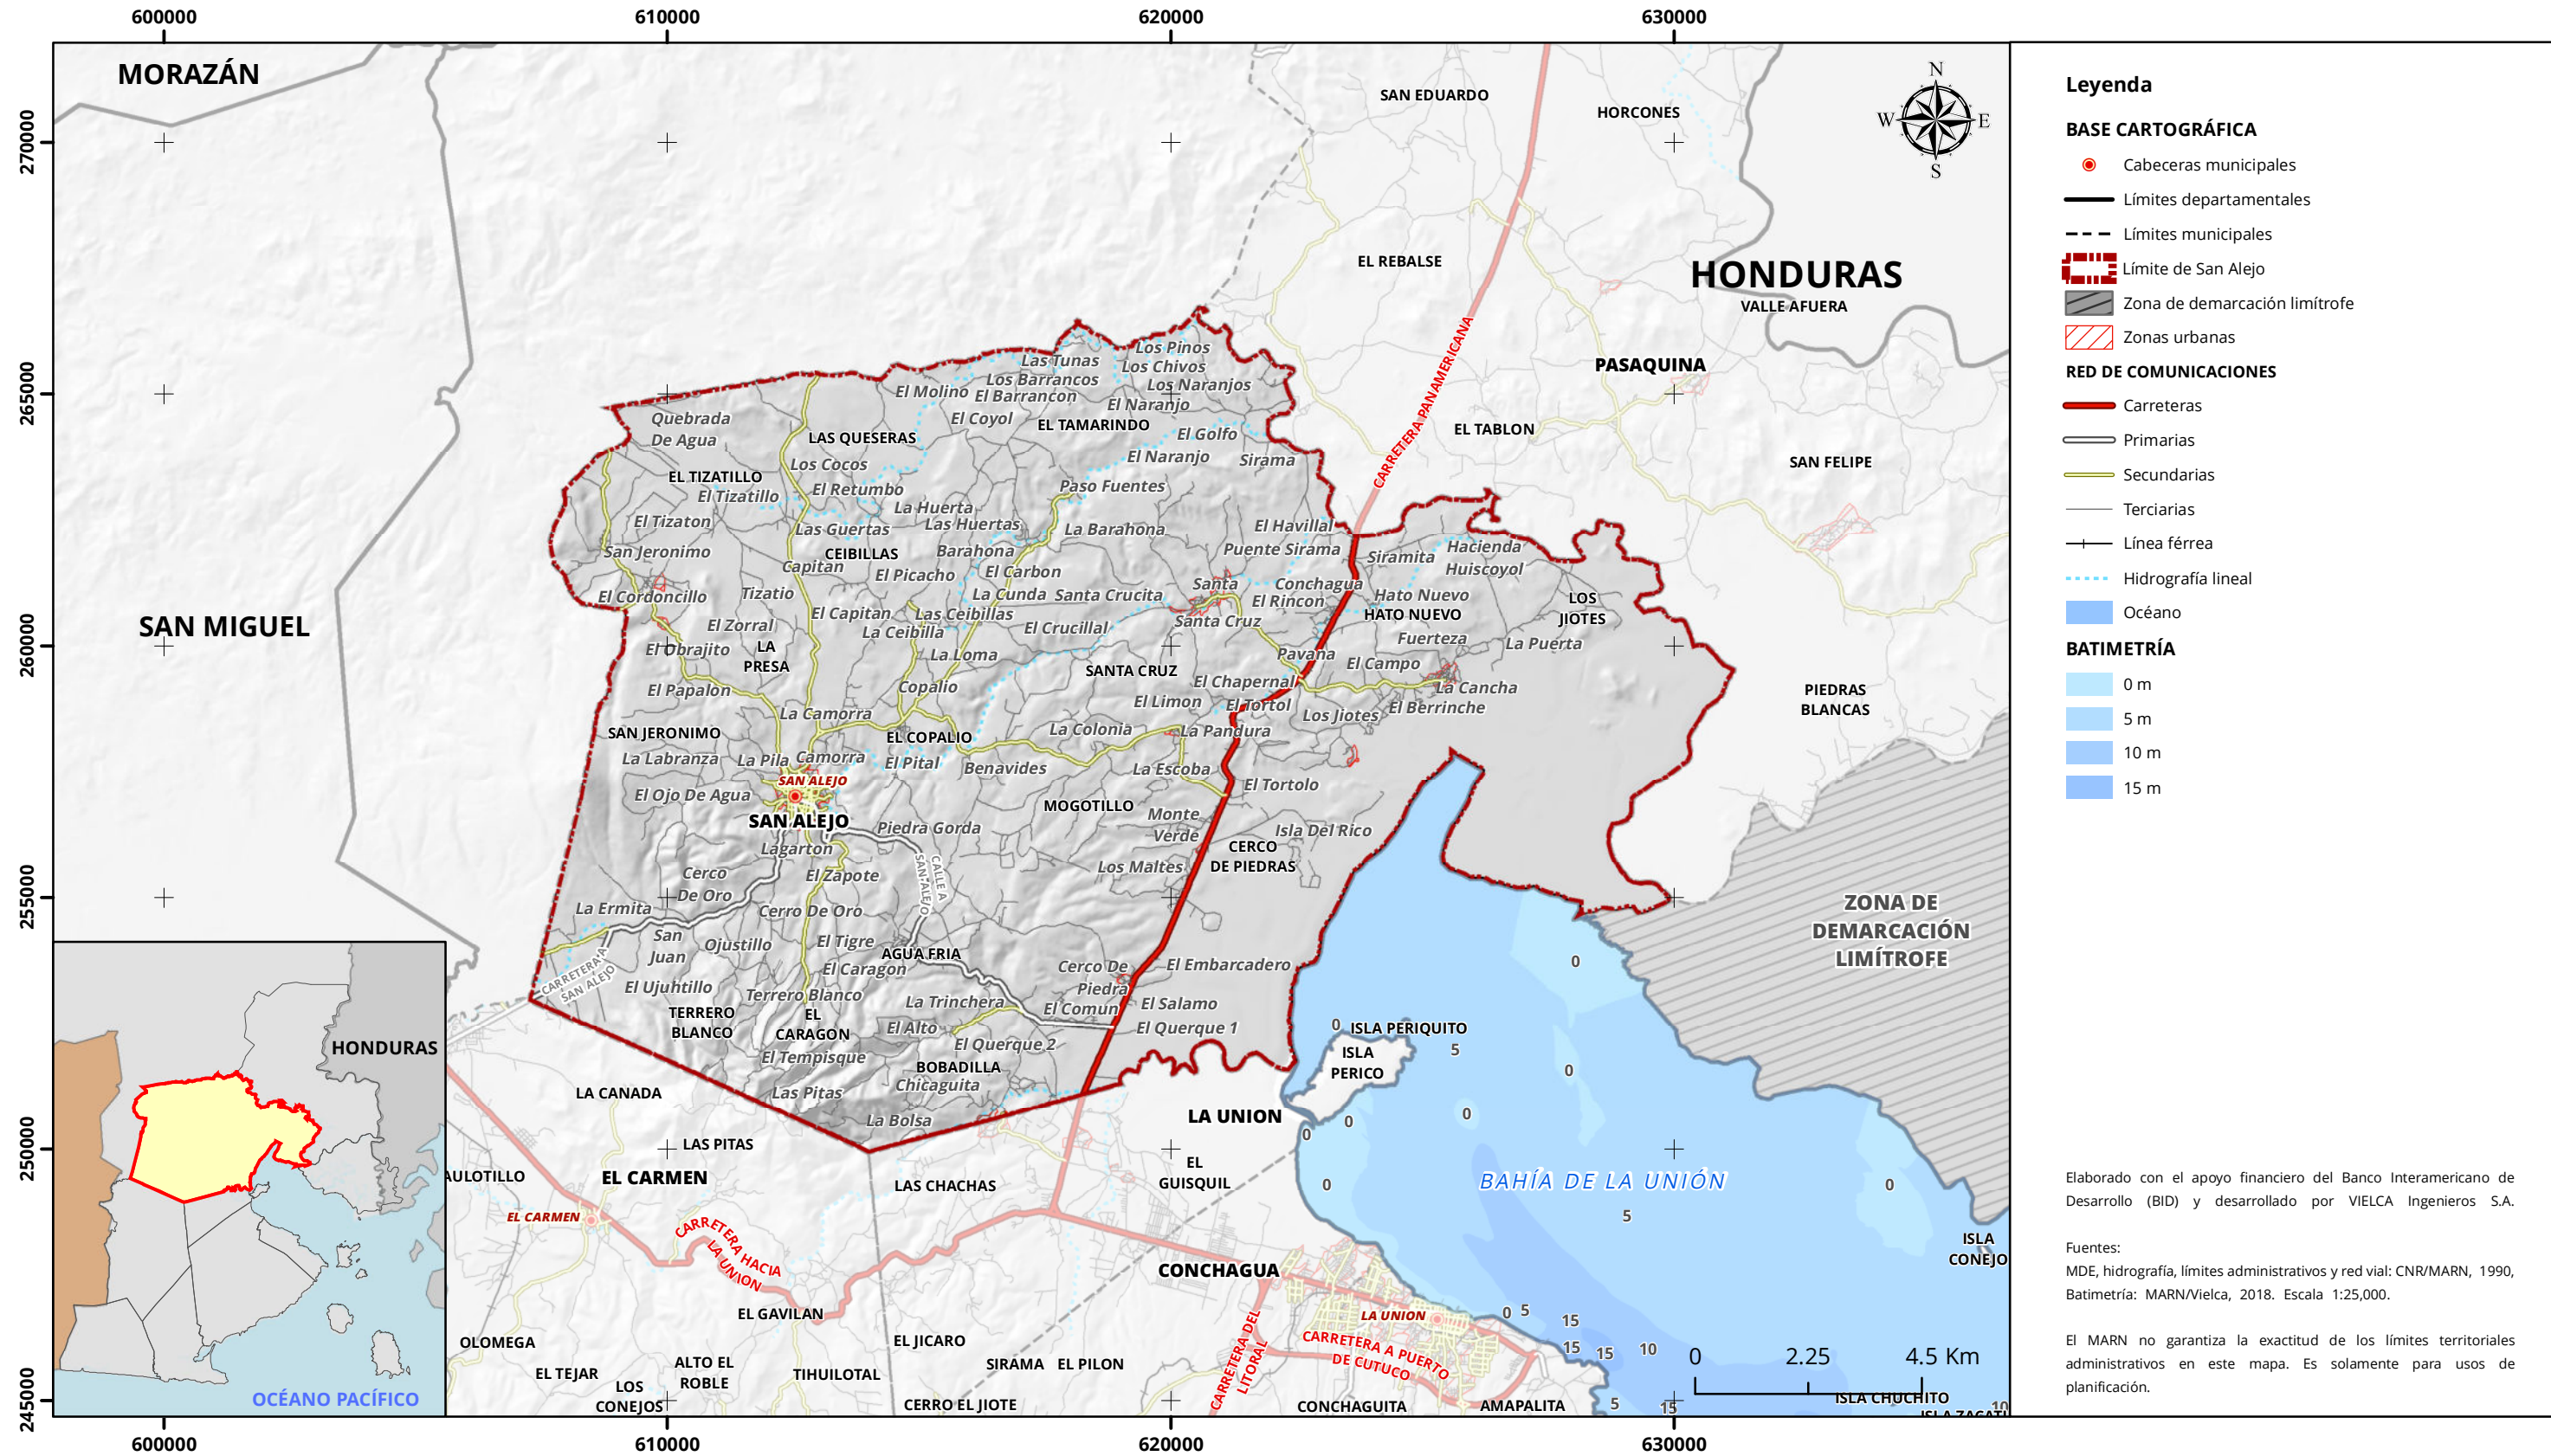 600000
610000
620000
630000
MORAZÁN
SAN EDUARDO
HORCONES
N
W
E
S
270000
265000
260000
255000
250000
245000
EL REBALSE
HONDURAS
VALLE AFUERA
PASAQUINA
CARRETERA PANAMERICANA
EL TABLON
SAN FELIPE
SAN MIGUEL
Las Tunas
Los Pinos
Los Chivos
Los Barrancos
El Molino
Los Naranjos
El Barrancon
El Naranjo
Quebrada
De Agua
El Coyol
EL TAMARINDO
LAS QUESERAS
El Golfo
El Naranjo
Sirama
Los Cocos
EL TIZATILLO
El Tizatillo
El Retumbo
Paso Fuentes
La Huerta
El Tizaton
Las Huertas
Las Guertas
La Barahona
El Havillal
San Jeronimo
CEIBILLAS
Barahona
Puente Sirama
Siramita
Hacienda
Huiscoyol
Capitan
El Picacho
El Carbon
Santa
Conchagua
El Cordoncillo
Tizatio
La Cunda
Santa Crucita
El Rincon
Hato Nuevo
LOS
JIOTES
El Capitan
Las Ceibillas
HATO NUEVO
El Zorral
La Ceibilla
El Crucillal
Santa Cruz
Fuerteza
La Puerta
El Obrajito
LA
PRESA
La Loma
Pavana
El Campo
SANTA CRUZ
El Papalon
Copalio
El Chapernal
La Cancha
PIEDRAS
BLANCAS
El Limon
El Tortol
Los Jiotes
El Berrinche
La Camorra
SAN JERONIMO
EL COPALIO
La Colonia
La Pandura
La Labranza
La Pila
Camorra
El Pital
Benavides
La Escoba
SAN ALEJO
El Tortolo
El Ojo De Agua
MOGOTILLO
SAN ALEJO
Piedra Gorda
Monte
Verde
Isla Del Rico
Lagarton
CERCO
DE PIEDRAS
CALLE A
SAN ALEJO
Los Maltes
Cerco
De Oro
El Zapote
La Ermita
Cerro De Oro
ZONA DE
DEMARCACIÓN
LIMÍTROFE
San
Juan
Ojustillo
El Tigre
AGUA FRIA
CARRETERA A
SAN ALEJO
El Caragon
Cerco De
Piedra
El Embarcadero
0
El Ujuhtillo
Terrero Blanco
La Trinchera
El Comun
El Salamo
TERRERO
BLANCO
EL
CARAGON
El Alto
El Querque 1
0
ISLA PERIQUITO
El Querque 2
5
El Tempisque
BOBADILLA
ISLA
PERICO
0
Chicaguita
LA CANADA
Las Pitas
La Bolsa
LA UNION
0
0
0
LAS PITAS
EL
GUISQUIL
EL CARMEN
AULOTILLO
LAS CHACHAS
0
BAHÍA DE LA UNIÓN
0
5
EL CARMEN
CARRETERA HACIA
LA UNION
CONCHAGUA
ISLA
CONEJO
EL GAVILAN
LA UNION
0
5
15
OLOMEGA
EL JICARO
CARRETERA DEL
LITORAL
CARRETERA A PUERTO
DE CUTUCO
15
15
10
EL TEJAR
ALTO EL
ROBLE
TIHUILOTAL
SIRAMA
EL PILON
0
2.25
4.5 Km
LOS
CONEJOS
CERRO EL JIOTE
CONCHAGUITA
AMAPALITA
5
15
ISLA CHUCHITO
10
HONDURAS
OCÉANO PACÍFICO
600000
610000
620000
630000
Leyenda
BASE CARTOGRÁFICA
Cabeceras municipales
Límites departamentales
Límites municipales
Límite de San Alejo
Zona de demarcación limítrofe
Zonas urbanas
RED DE COMUNICACIONES
Carreteras
Primarias
Secundarias
Terciarias
Línea férrea
Hidrografía lineal
Océano
BATIMETRÍA
0 m
5 m
10 m
15 m
Elaborado con el apoyo financiero del Banco Interamericano de
Desarrollo (BID) y desarrollado por VIELCA Ingenieros S.A.
Fuentes:
MDE, hidrografía, límites administrativos y red vial: CNR/MARN, 1990,
Batimetría: MARN/Vielca, 2018. Escala 1:25,000.
El MARN no garantiza la exactitud de los límites territoriales
administrativos en este mapa. Es solamente para usos de
planificación.